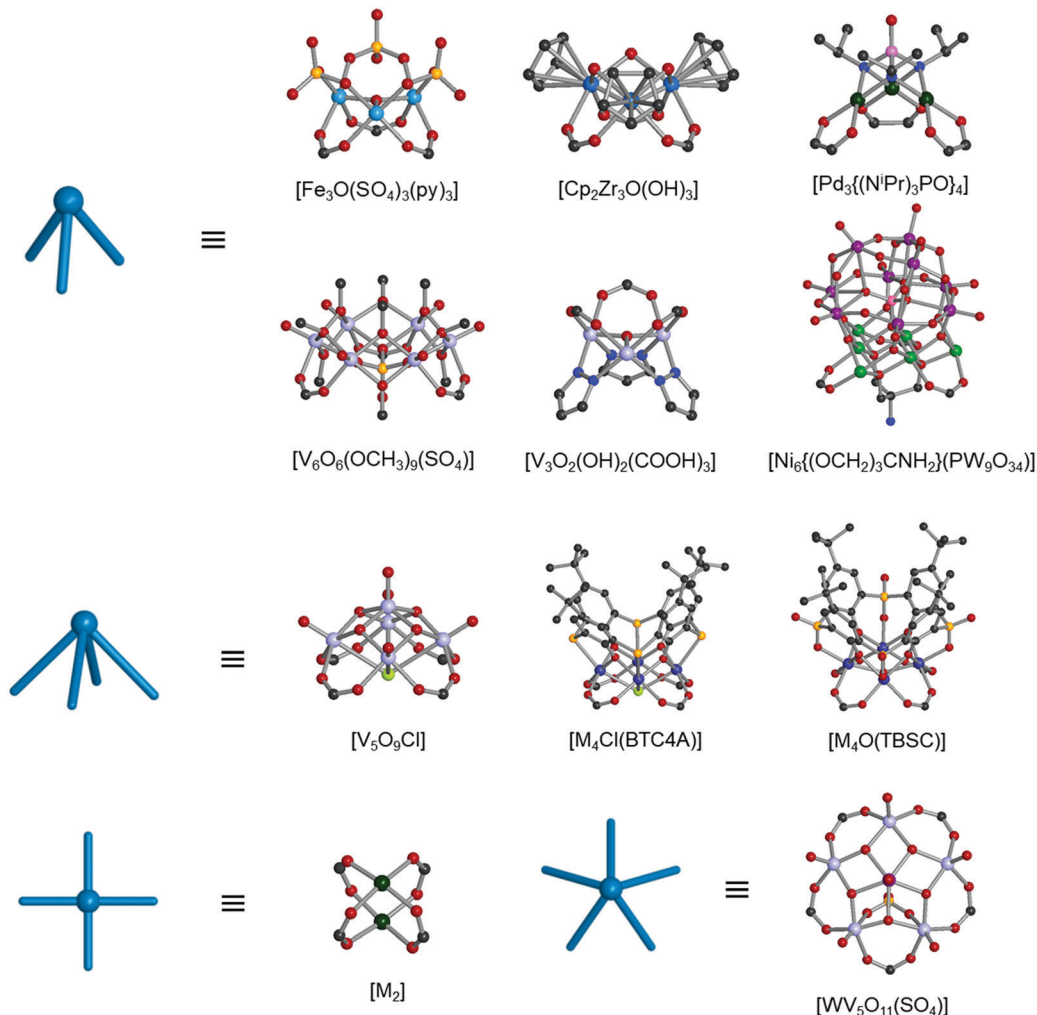 ≡
[Fe₃O(SO₄)₃(py)₃]
[Cp₂Zr₃O(OH)₃]
[Pd₃{(NⁱPr)₃PO}₄]
[V₆O₆(OCH₃)₉(SO₄)]
[V₃O₂(OH)₂(COOH)₃]
[Ni₆{(OCH₂)₃CNH₂}(PW₉O₃₄)]
≡
[V₅O₉Cl]
[M₄Cl(BTC4A)]
[M₄O(TBSC)]
≡
[M₂]
≡
[WV₅O₁₁(SO₄)]